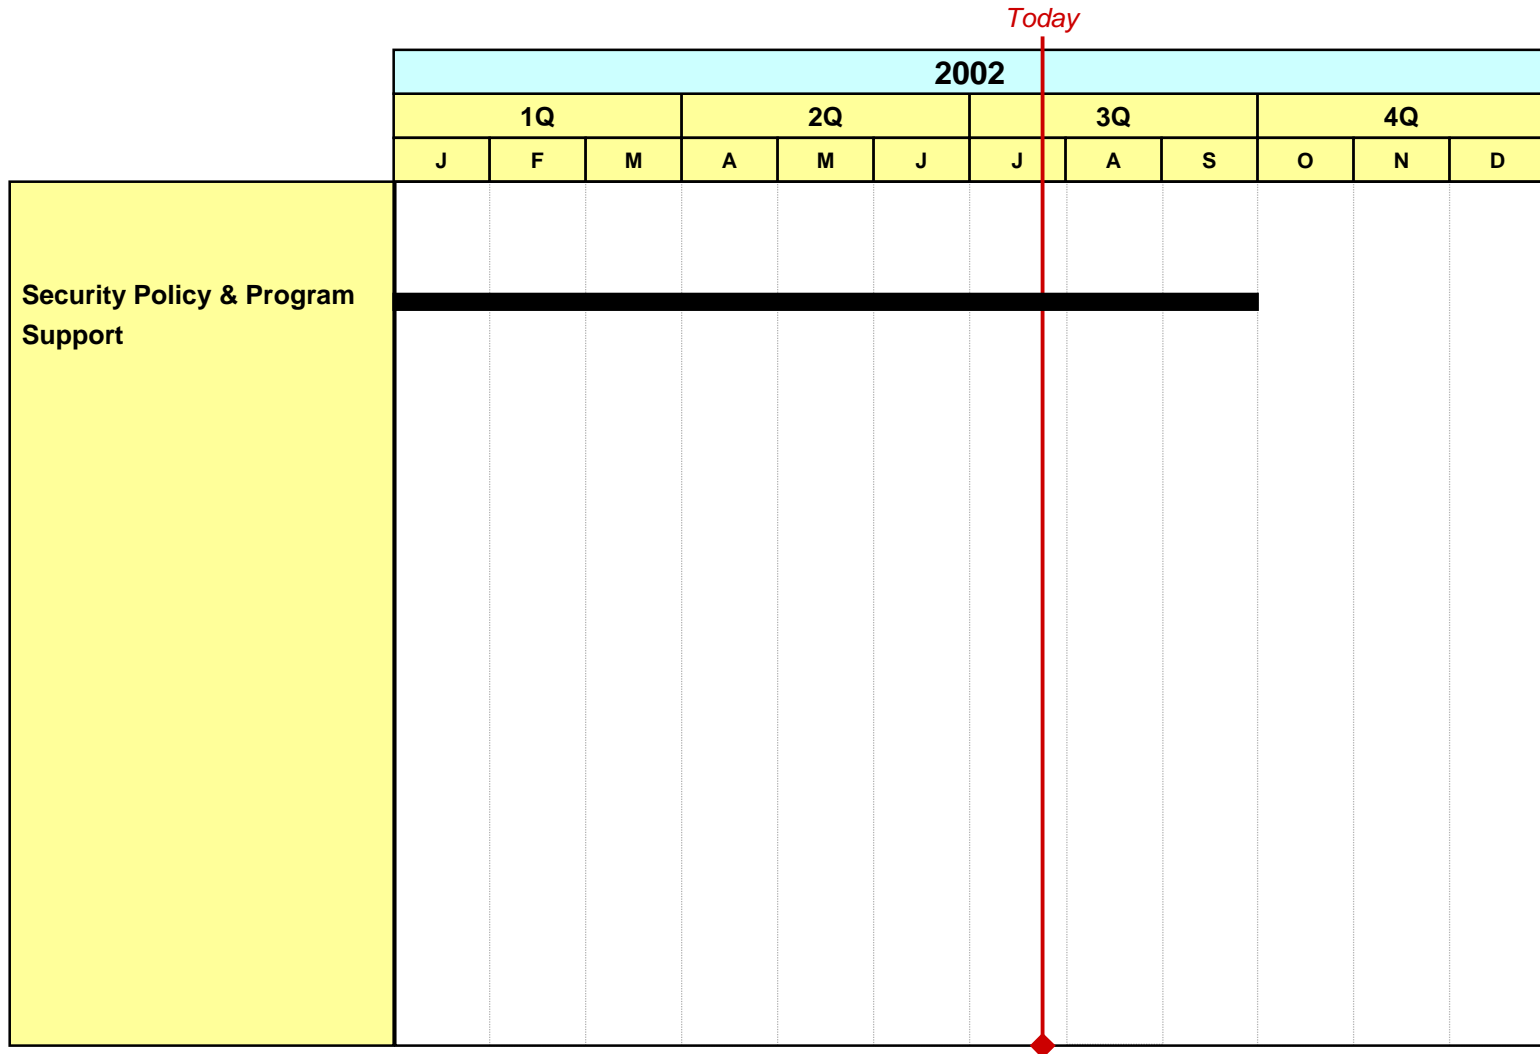 Today
2002
1Q 2Q 3Q 4Q
J F M A M J J A S O N D
Security Policy & Program
Support